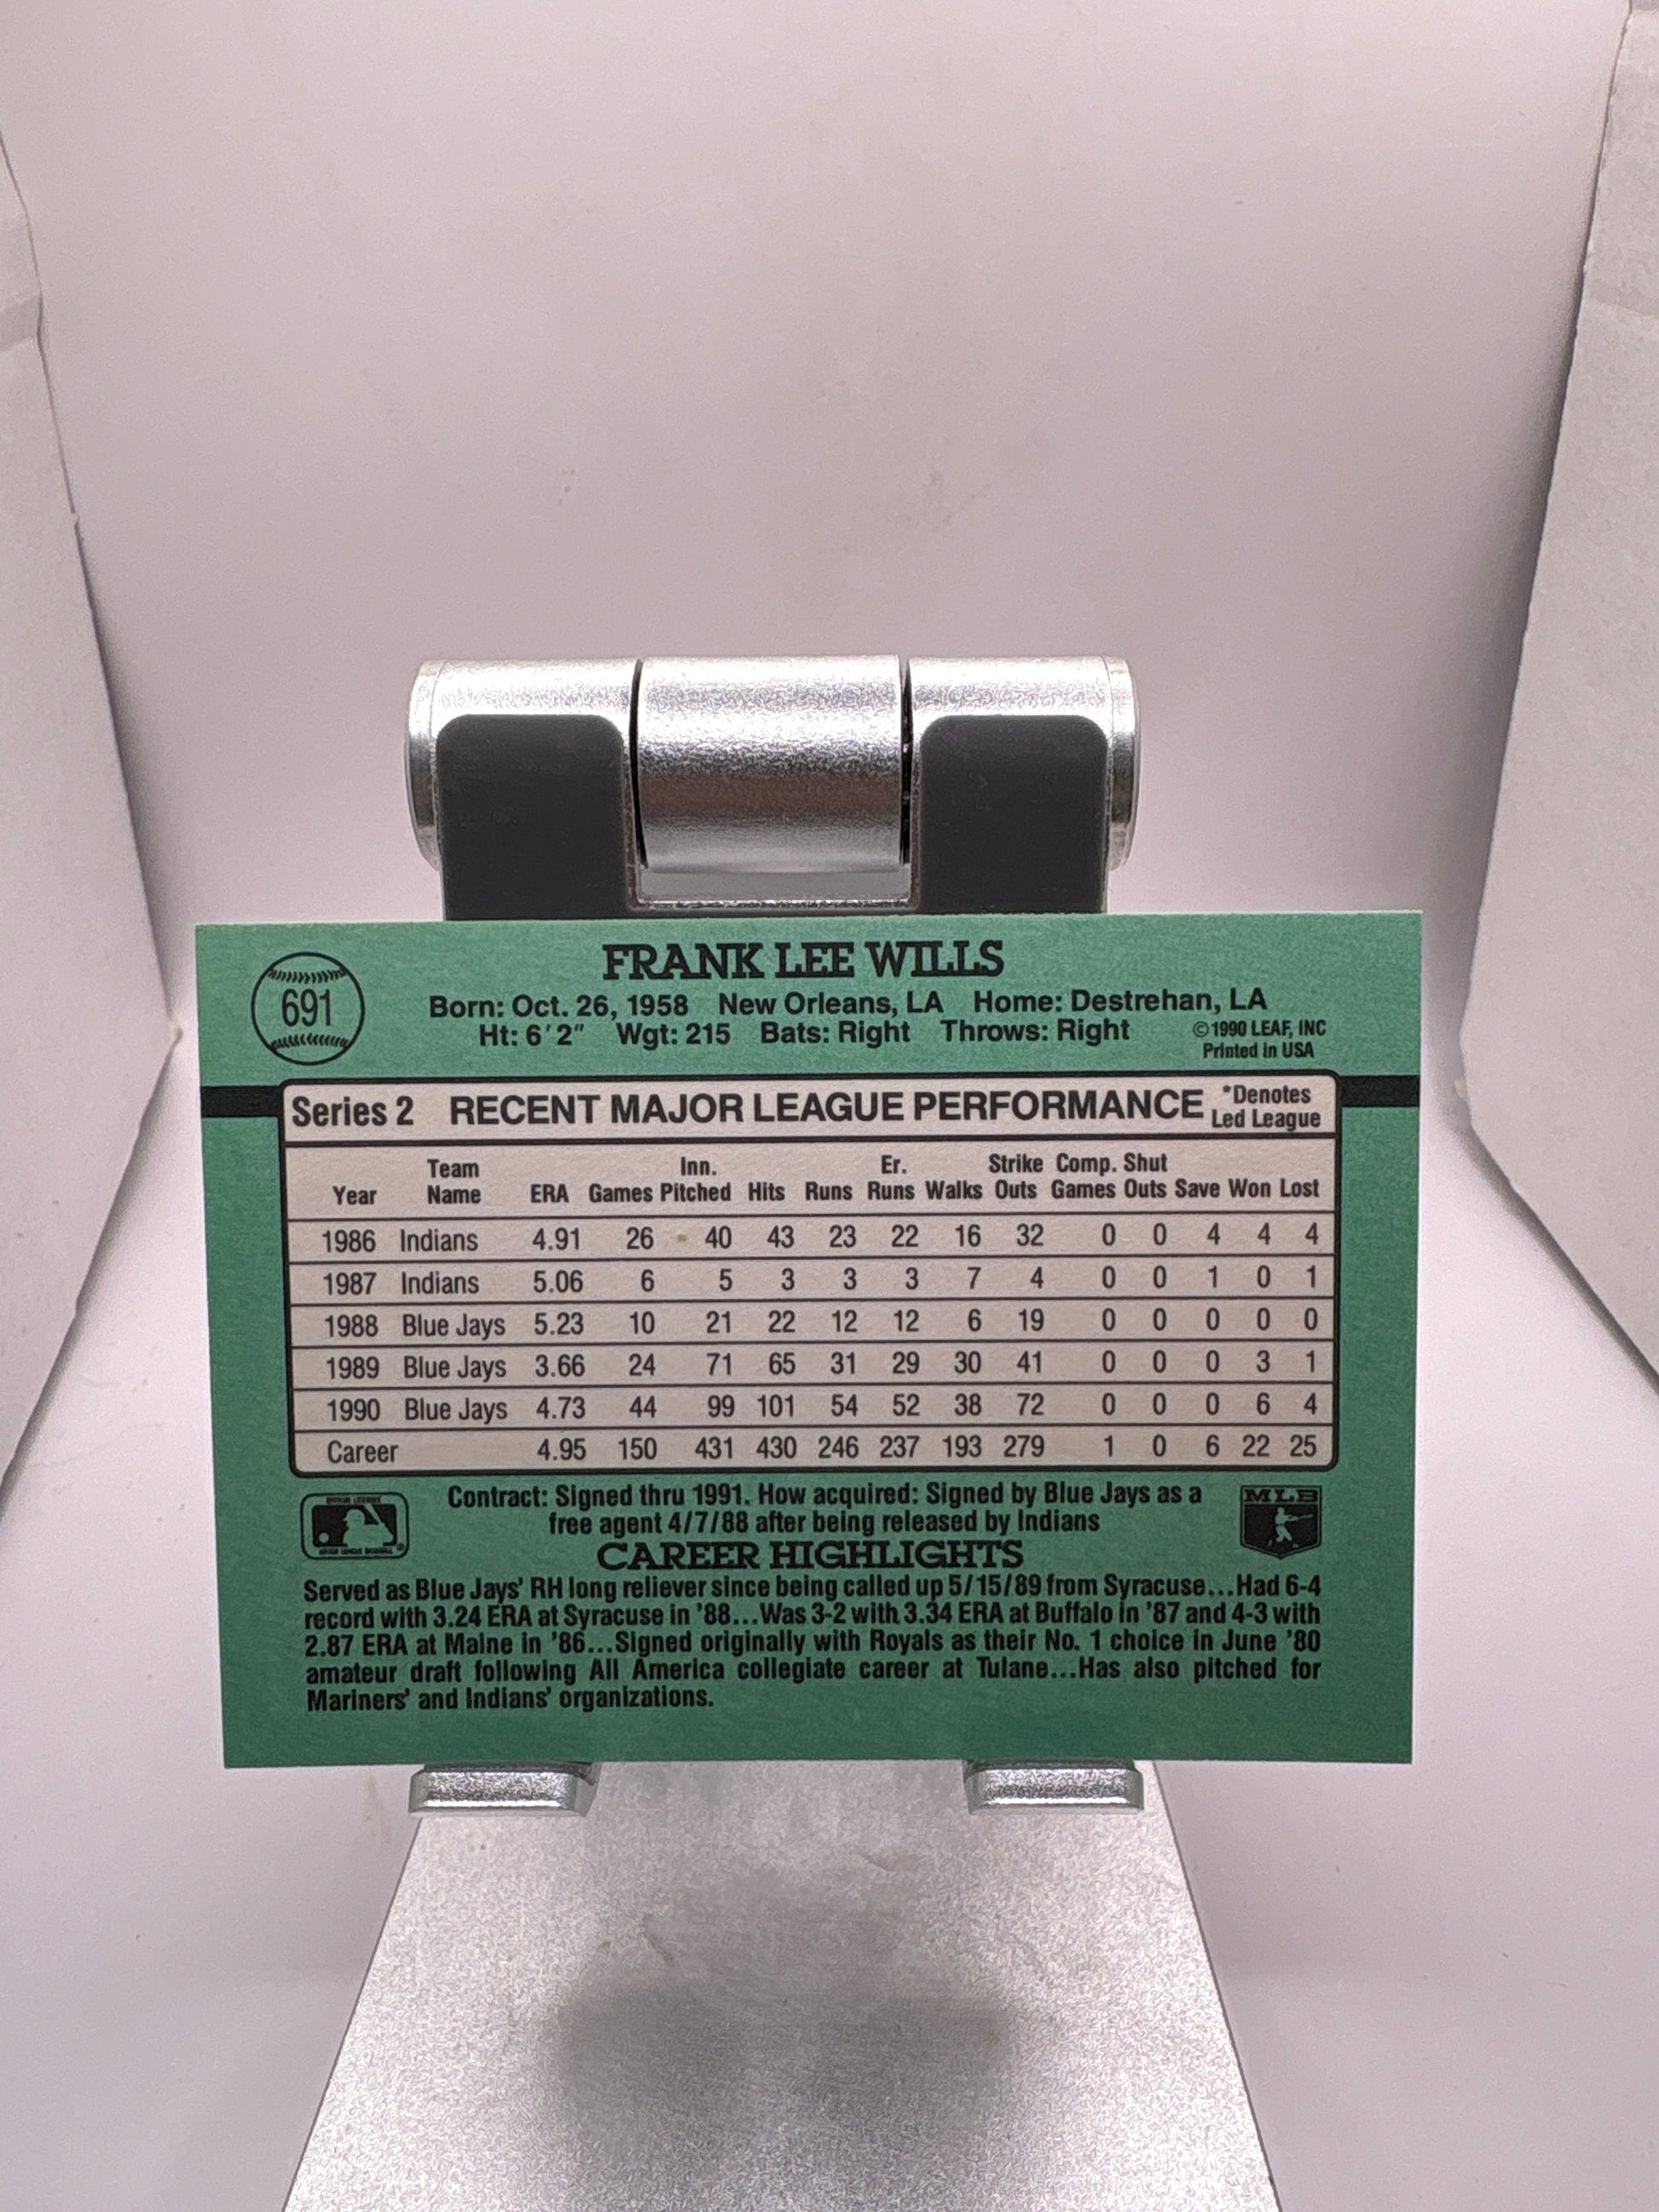 FRANK LEE WILLS
691
Born: Oct. 26, 1958 New Orleans, LA Home: Destrehan, LA
Ht: 6'2" Wgt: 215 Bats: Right Throws: Right
©1990 LEAF, INC
Printed in USA
Series 2 RECENT MAJOR LEAGUE PERFORMANCE
*Denotes
Led League
Year Team Name ERA Games Inn. Pitched Hits Runs Er. Runs Walks Strike Outs Comp. Games Shut Outs Save Won Lost
1986 Indians 4.91 26 40 43 23 22 16 32 0 0 4 4 4
1987 Indians 5.06 6 5 3 3 3 7 4 0 0 1 0 1
1988 Blue Jays 5.23 10 21 22 12 12 6 19 0 0 0 0 0
1989 Blue Jays 3.66 24 71 65 31 29 30 41 0 0 0 3 1
1990 Blue Jays 4.73 44 99 101 54 52 38 72 0 0 0 6 4
Career 4.95 150 431 430 246 237 193 279 1 0 6 22 25
Contract: Signed thru 1991. How acquired: Signed by Blue Jays as a
free agent 4/7/88 after being released by Indians
MLB
CAREER HIGHLIGHTS
Served as Blue Jays' RH long reliever since being called up 5/15/89 from Syracuse...Had 6-4
record with 3.24 ERA at Syracuse in '88...Was 3-2 with 3.34 ERA at Buffalo in '87 and 4-3 with
2.87 ERA at Maine in '86...Signed originally with Royals as their No. 1 choice in June '80
amateur draft following All America collegiate career at Tulane...Has also pitched for
Mariners' and Indians' organizations.